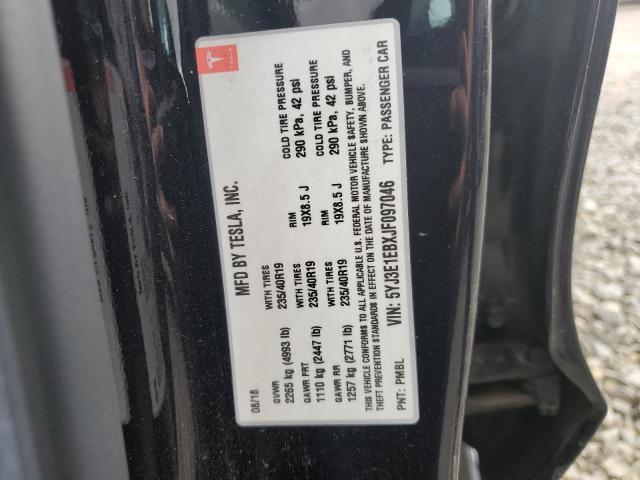 TESLA
MFD BY TESLA, INC.
08/18
GVWR WITH TIRES RIM COLD TIRE PRESSURE
2265 kg (4993 lb) 235/40R19 19X8.5 J 290 kPa, 42 psi
GAWR FRT WITH TIRES RIM COLD TIRE PRESSURE
1110 kg (2447 lb) 235/40R19 19X8.5 J 290 kPa, 42 psi
GAWR RR WITH TIRES
1257 kg (2771 lb) 235/40R19
THIS VEHICLE CONFORMS TO ALL APPLICABLE U.S. FEDERAL MOTOR VEHICLE SAFETY, BUMPER, AND
THEFT PREVENTION STANDARDS IN EFFECT ON THE DATE OF MANUFACTURE SHOWN ABOVE.
VIN: 5YJ3E1EBXJF097046
PNT: PMBL TYPE: PASSENGER CAR